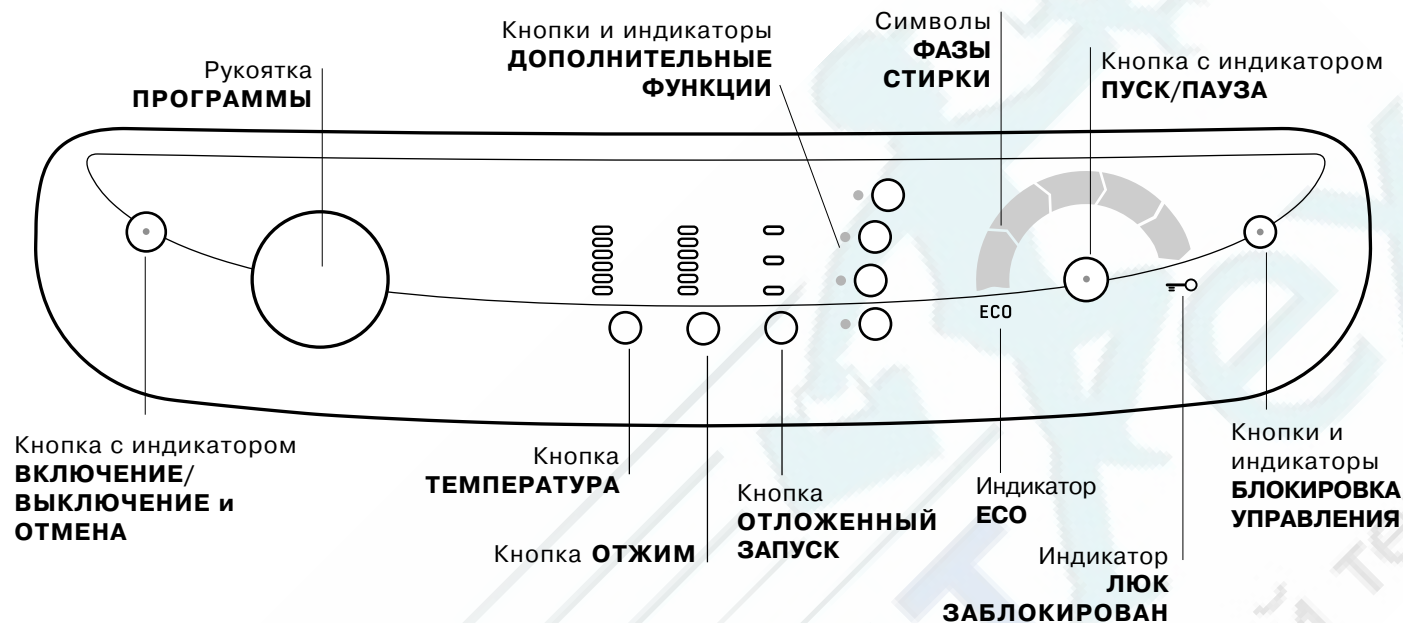 Рукоятка
ПРОГРАММЫ
Кнопки и индикаторы
ДОПОЛНИТЕЛЬНЫЕ
ФУНКЦИИ
Символы
ФАЗЫ
СТИРКИ
Кнопка с индикатором
ПУСК/ПАУЗА
ECO
Кнопка с индикатором
ВКЛЮЧЕНИЕ/
ВЫКЛЮЧЕНИЕ и
ОТМЕНА
Кнопка
ТЕМПЕРАТУРА
Кнопка ОТЖИМ
Кнопка
ОТЛОЖЕННЫЙ
ЗАПУСК
Индикатор
ECO
Индикатор
ЛЮК
ЗАБЛОКИРОВАН
Кнопки и
индикаторы
БЛОКИРОВКА
УПРАВЛЕНИЯ